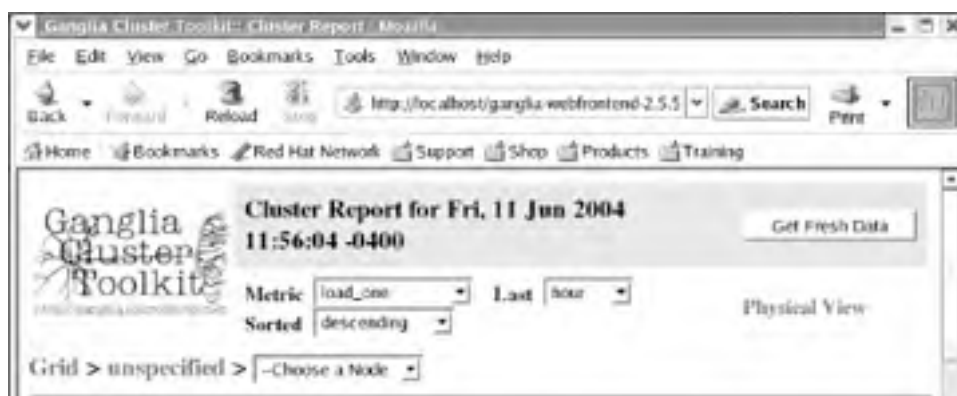 Ganglia Cluster Toolkit:: Cluster Report - Mozilla
File Edit View Go Bookmarks Tools Window Help
Back Forward Reload Stop http://localhost/ganglia-webfrontend-2.5.5 Search Print
Home Bookmarks Red Hat Network Support Shop Products Training
Ganglia
Cluster
Toolkit
Cluster Report for Fri, 11 Jun 2004
11:56:04 -0400
Get Fresh Data
Metric load_one Last hour
Sorted descending
Physical View
Grid > unspecified > --Choose a Node